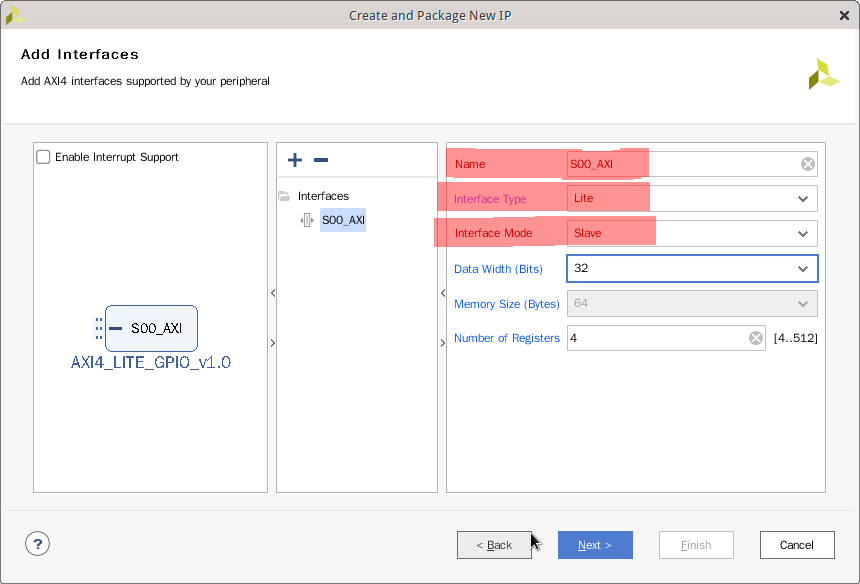 Create and Package New IP
Add Interfaces
Add AXI4 interfaces supported by your peripheral
Enable Interrupt Support
S00_AXI
AXI4_LITE_GPIO_v1.0
Interfaces
S00_AXI
Name S00_AXI
Interface Type Lite
Interface Mode Slave
Data Width (Bits) 32
Memory Size (Bytes) 64
Number of Registers 4 [4..512]
?
< Back
Next >
Finish
Cancel